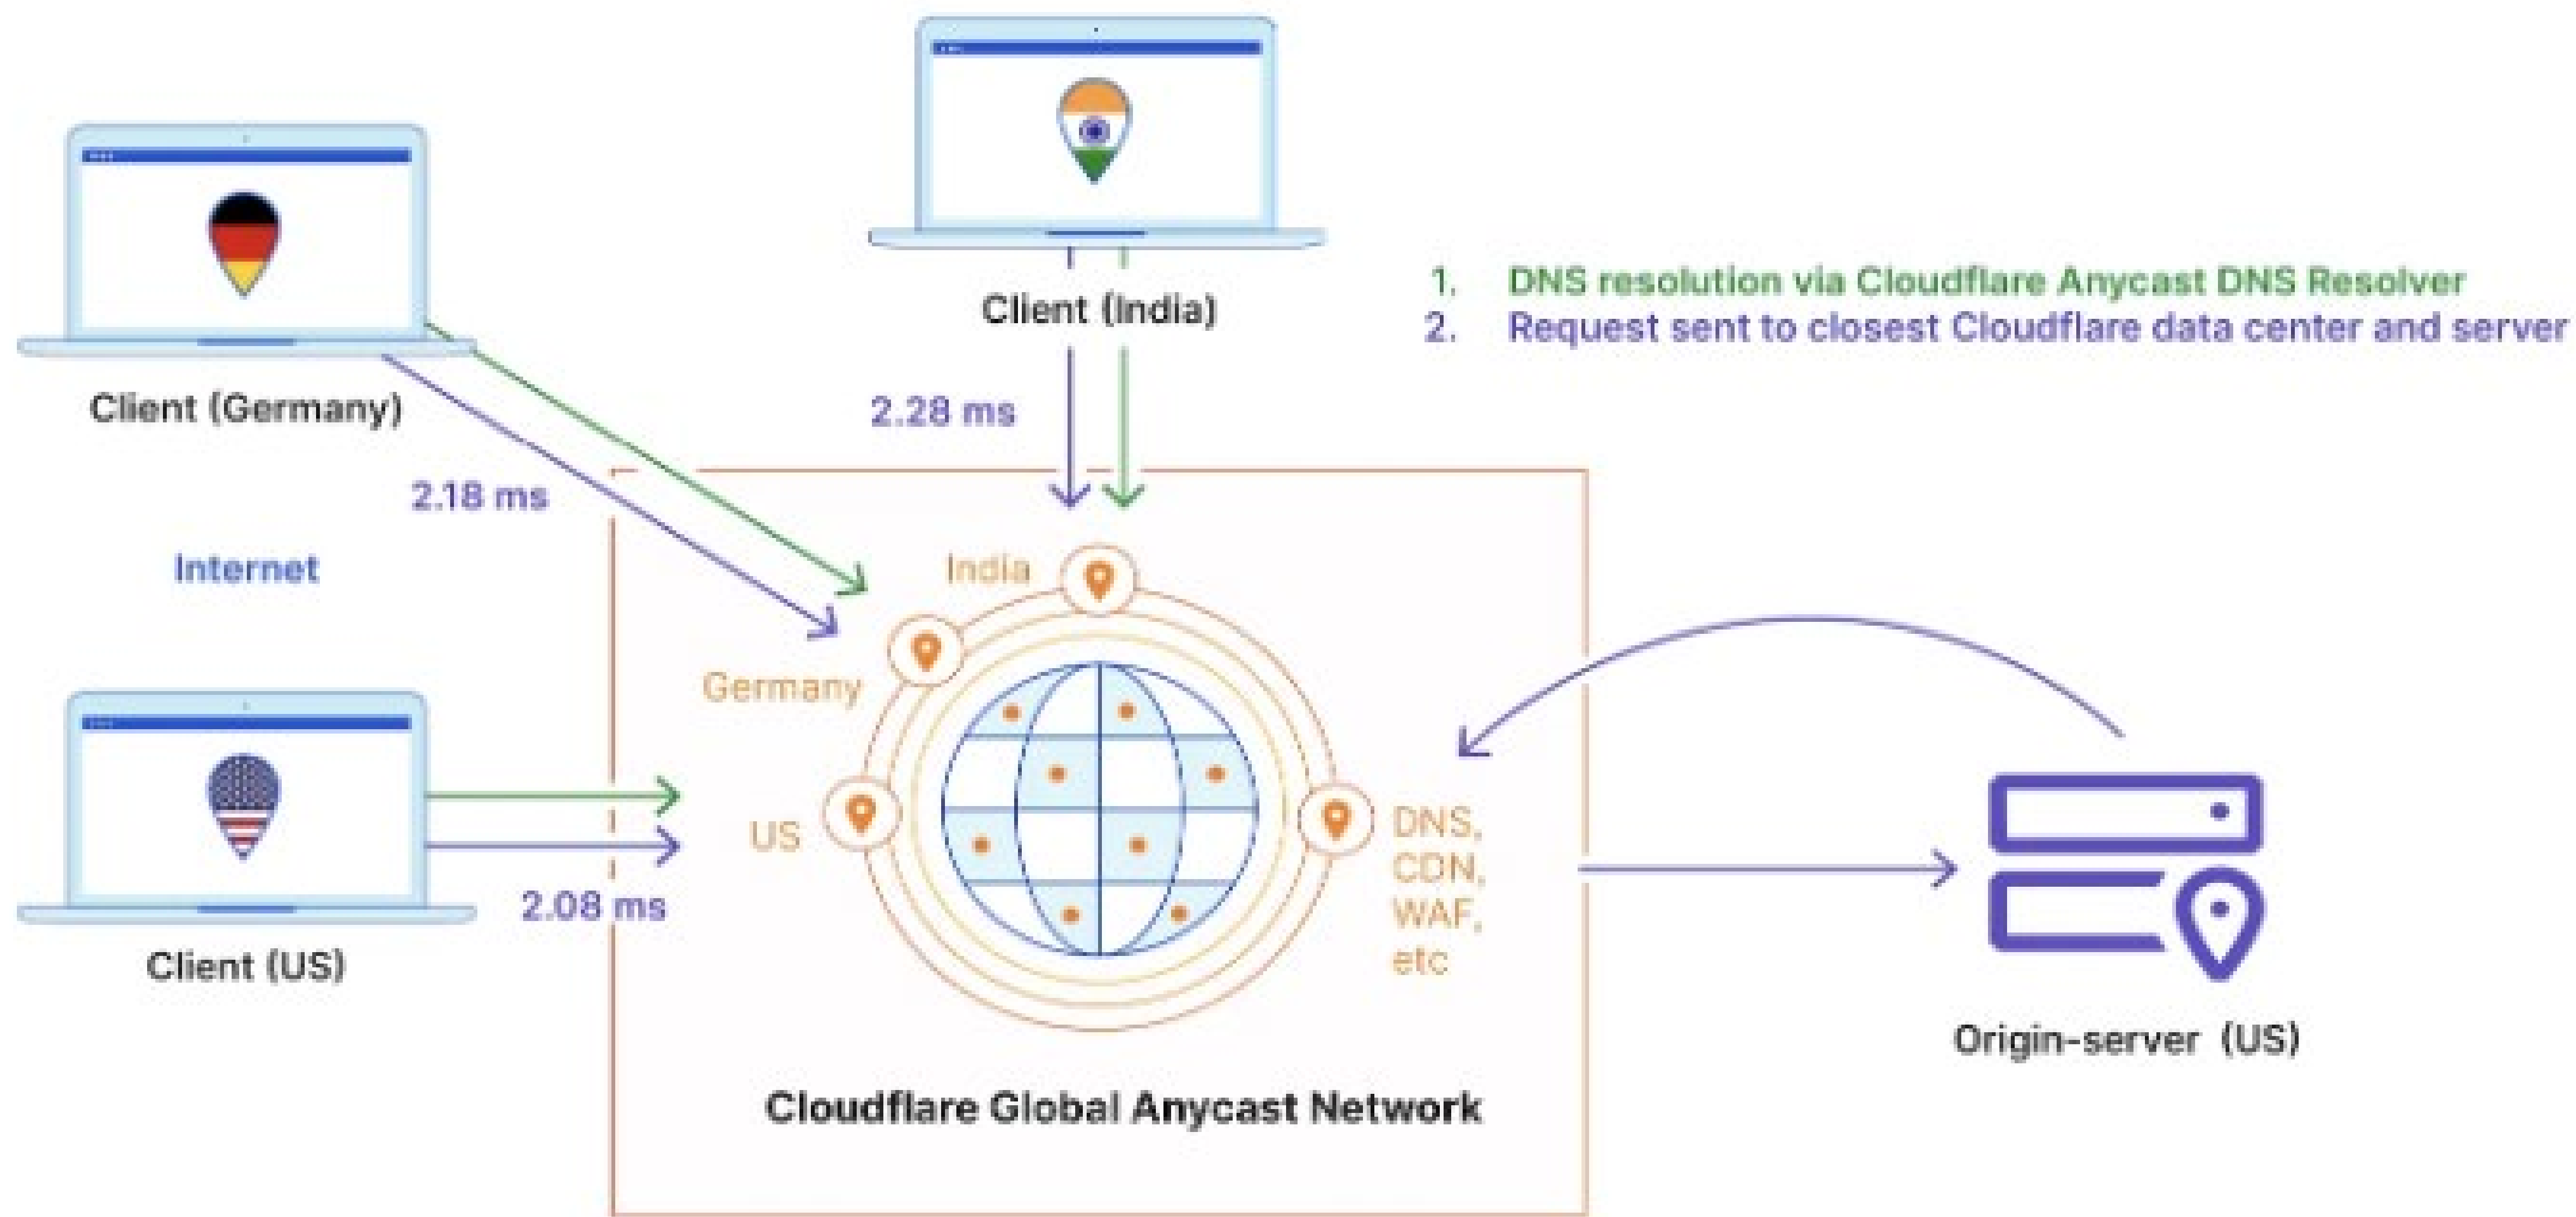 Client (India)
1. DNS resolution via Cloudflare Anycast DNS Resolver
2. Request sent to closest Cloudflare data center and server
Client (Germany)
2.28 ms
2.18 ms
Internet
India
Germany
US
DNS,
CDN,
WAF,
etc
2.08 ms
Client (US)
Origin-server (US)
Cloudflare Global Anycast Network